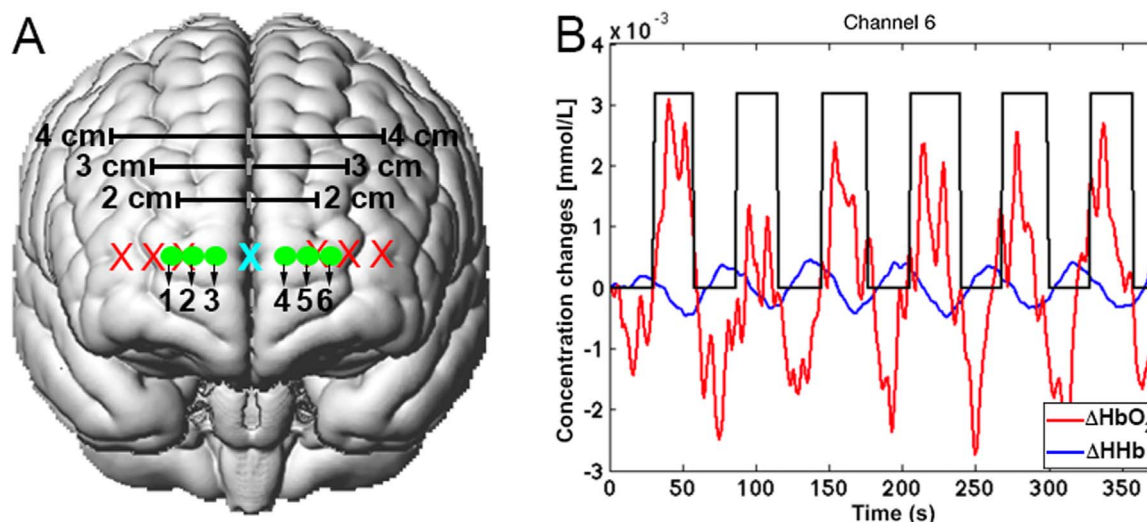 A
4 cm 4 cm
3 cm 3 cm
2 cm 2 cm
X X X X X X X
1 2 3 4 5 6
B
Channel 6
x 10 -3
4
3
2
1
0
-1
-2
-3
Concentration changes [mmol/L]
ΔHbO
ΔHHb
0 50 100 150 200 250 300 350
Time (s)